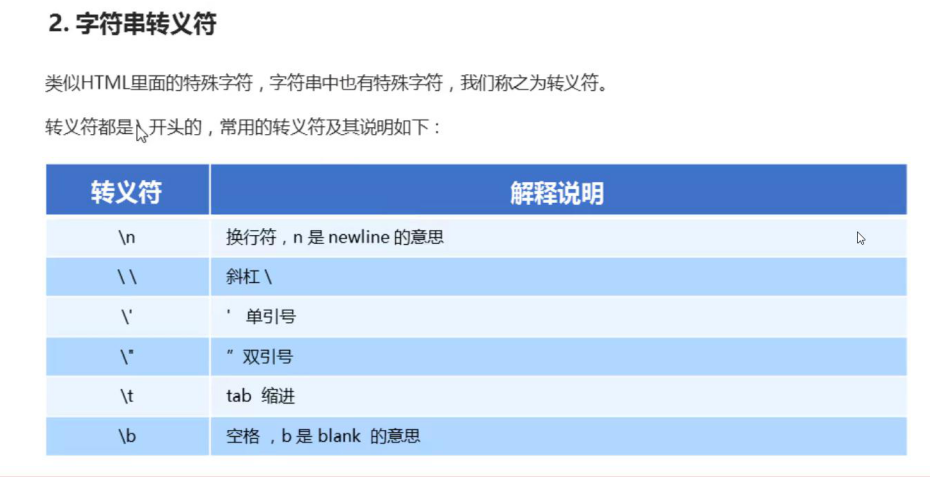 2. 字符串转义符
类似HTML里面的特殊字符，字符串中也有特殊字符，我们称之为转义符。
转义符都是\开头的，常用的转义符及其说明如下：
转义符 解释说明
\n 换行符，n 是 newline 的意思
\ \ 斜杠 \
\' ' 单引号
\" ” 双引号
\t tab 缩进
\b 空格 ，b 是 blank 的意思